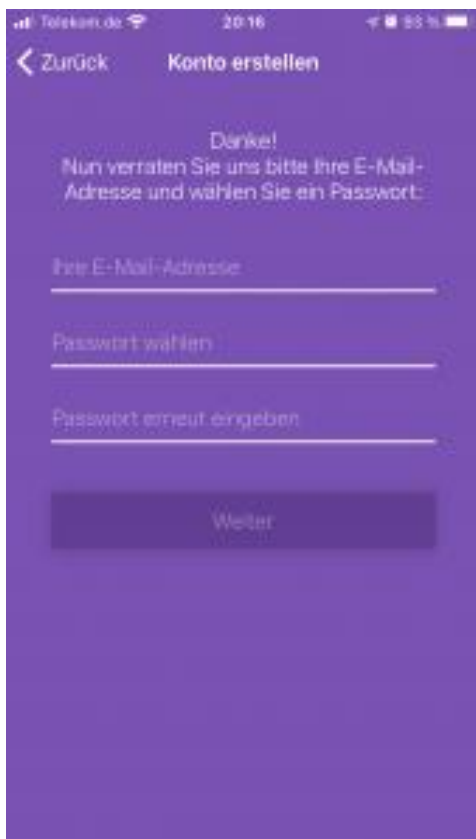 Telekom.de 20:16 93 %
Zurück Konto erstellen
Danke!
Nun verraten Sie uns bitte Ihre E-Mail-
Adresse und wählen Sie ein Passwort:
Ihre E-Mail-Adresse
Passwort wählen
Passwort erneut eingeben
Weiter